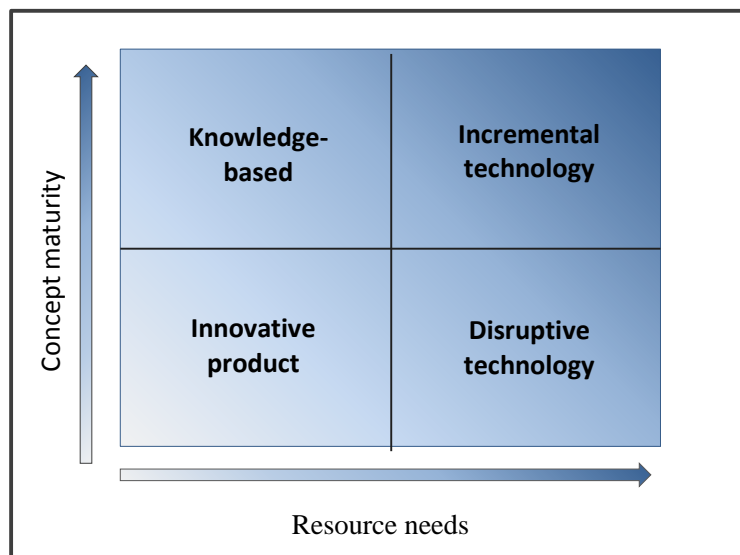 Knowledge-
based
Incremental
technology
Concept maturity
Innovative
product
Disruptive
technology
Resource needs